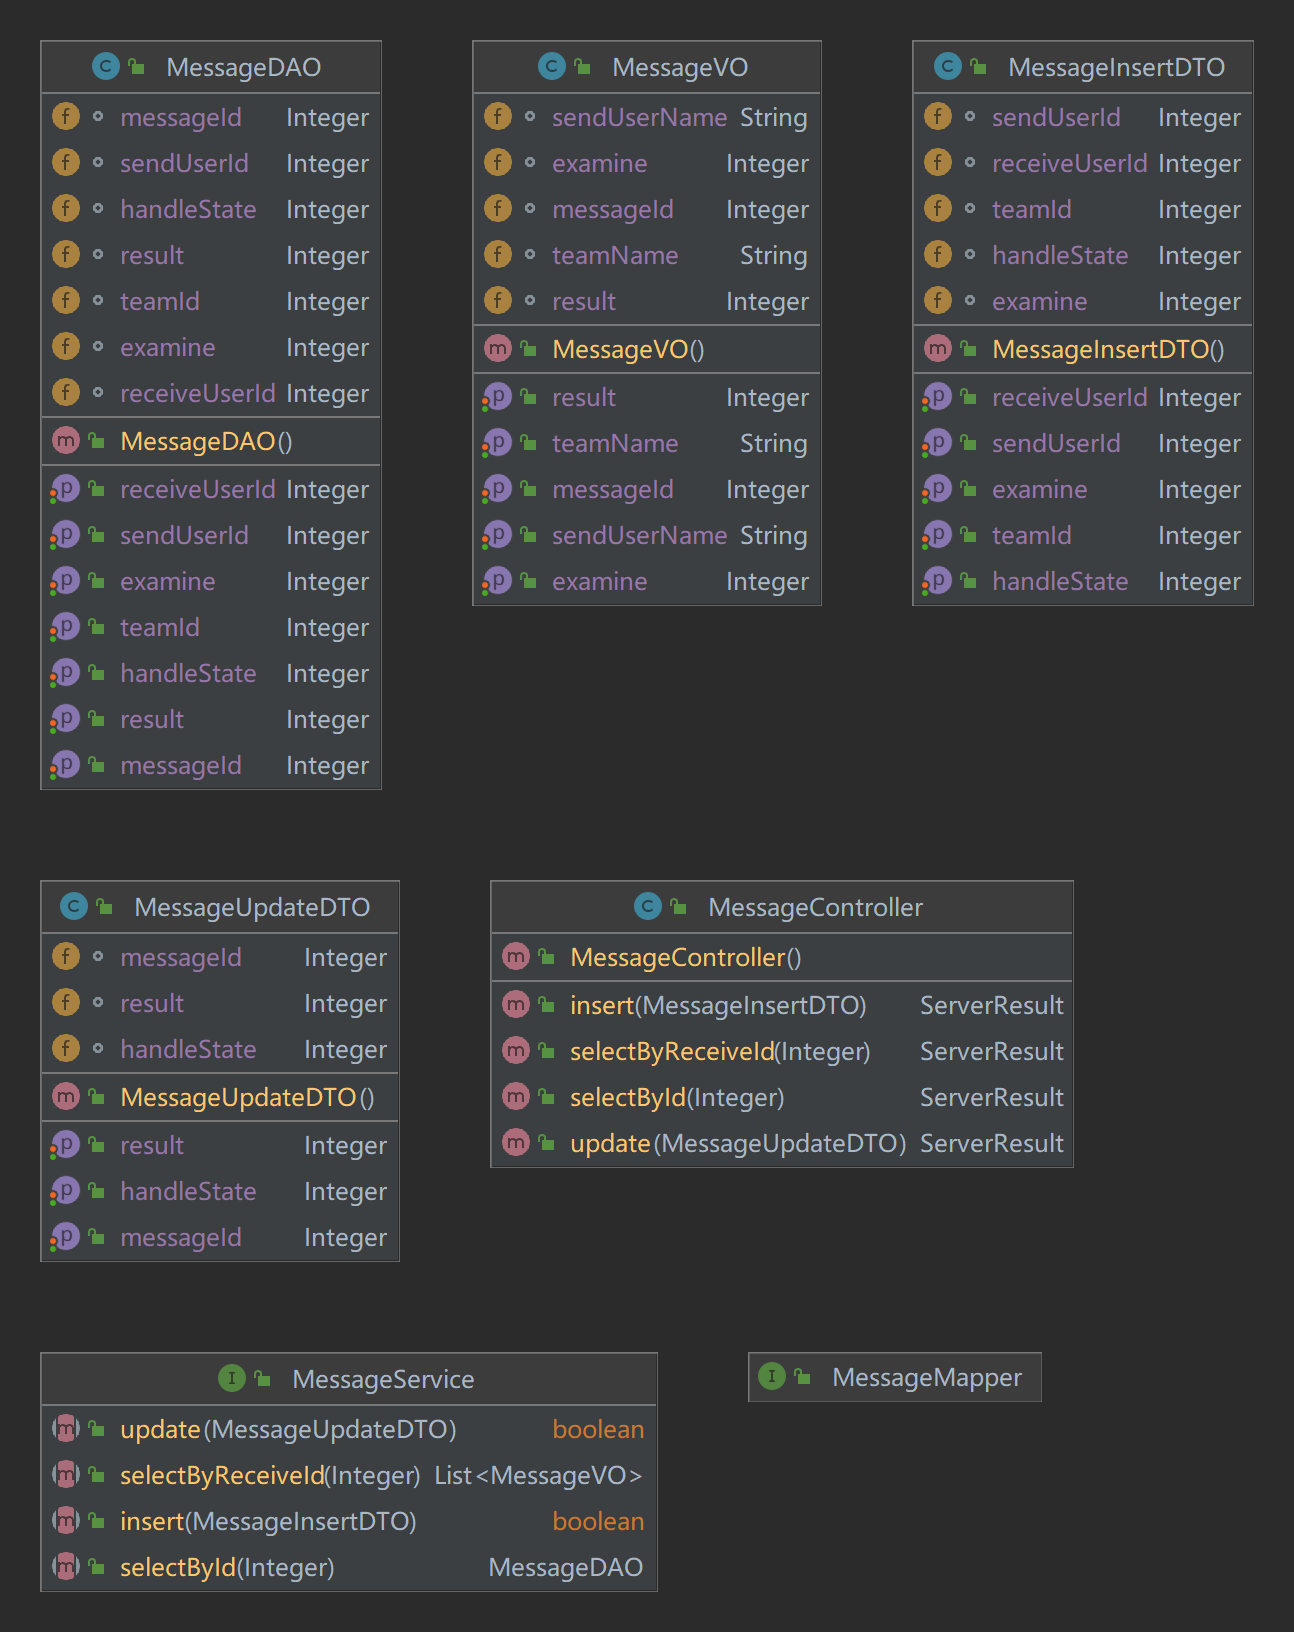 MessageDAO
messageId Integer
sendUserId Integer
handleState Integer
result Integer
teamId Integer
examine Integer
receiveUserId Integer
MessageDAO()
receiveUserId Integer
sendUserId Integer
examine Integer
teamId Integer
handleState Integer
result Integer
messageId Integer
MessageVO
sendUserName String
examine Integer
messageId Integer
teamName String
result Integer
MessageVO()
result Integer
teamName String
messageId Integer
sendUserName String
examine Integer
MessageInsertDTO
sendUserId Integer
receiveUserId Integer
teamId Integer
handleState Integer
examine Integer
MessageInsertDTO()
receiveUserId Integer
sendUserId Integer
examine Integer
teamId Integer
handleState Integer
MessageUpdateDTO
messageId Integer
result Integer
handleState Integer
MessageUpdateDTO()
result Integer
handleState Integer
messageId Integer
MessageController
MessageController()
insert(MessageInsertDTO) ServerResult
selectByReceiveId(Integer) ServerResult
selectById(Integer) ServerResult
update(MessageUpdateDTO) ServerResult
MessageService
update(MessageUpdateDTO) boolean
selectByReceiveId(Integer) List<MessageVO>
insert(MessageInsertDTO) boolean
selectById(Integer) MessageDAO
MessageMapper